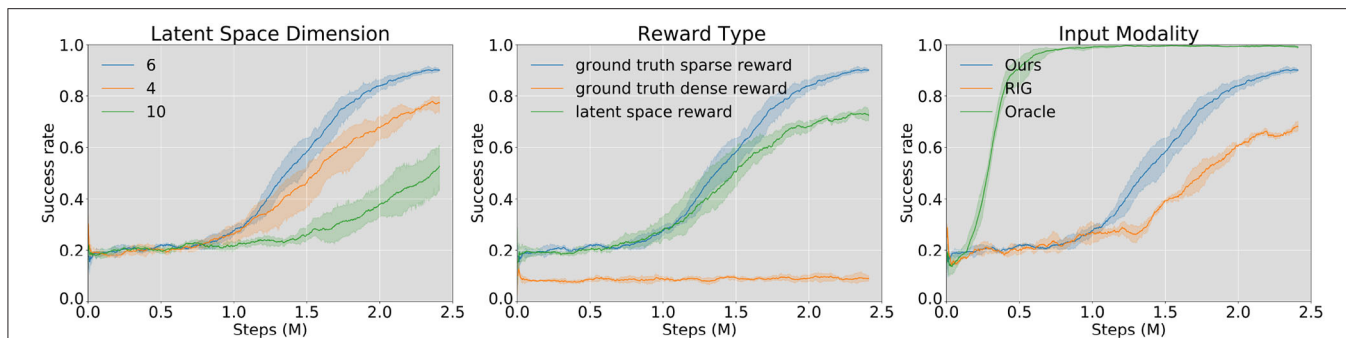 Latent Space Dimension
1.0
0.8
0.6
0.4
0.2
0.0
Success rate
6
4
10
0.0 0.5 1.0 1.5 2.0 2.5
Steps (M)
Reward Type
1.0
0.8
0.6
0.4
0.2
0.0
Success rate
ground truth sparse reward
ground truth dense reward
latent space reward
0.0 0.5 1.0 1.5 2.0 2.5
Steps (M)
Input Modality
1.0
0.8
0.6
0.4
0.2
0.0
Success rate
Ours
RIG
Oracle
0.0 0.5 1.0 1.5 2.0 2.5
Steps (M)